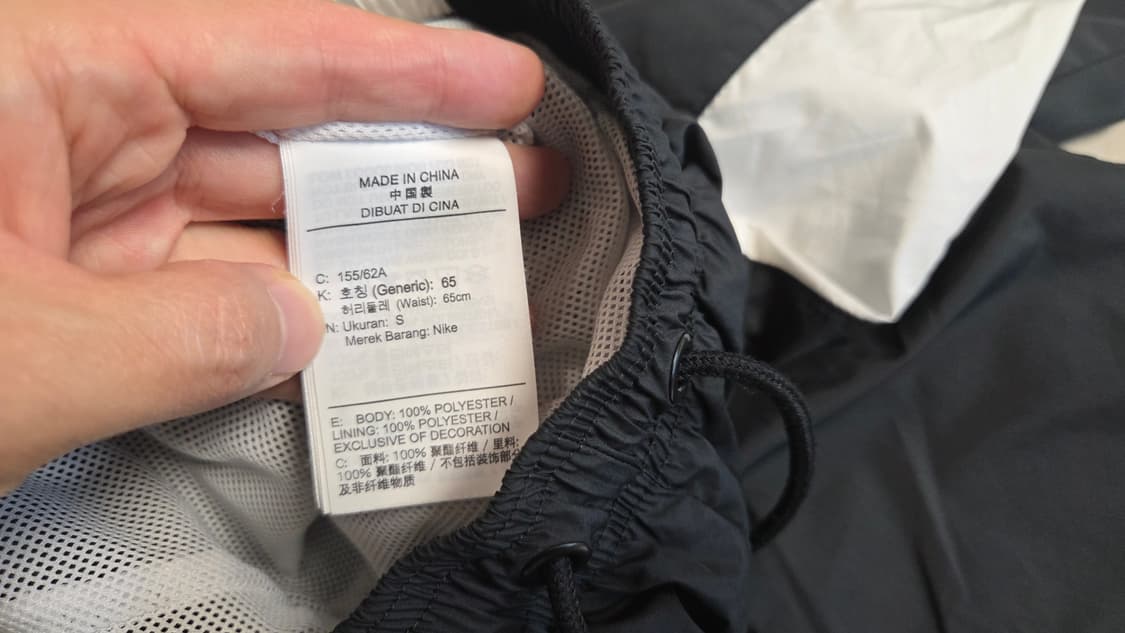 MADE IN CHINA
中国製
DIBUAT DI CINA
C: 155/62A
K: 호칭 (Generic): 65
허리둘레 (Waist): 65cm
N: Ukuran: S
Merek Barang: Nike
E: BODY: 100% POLYESTER /
LINING: 100% POLYESTER /
EXCLUSIVE OF DECORATION
C: 面料: 100% 聚酯纤维 / 里料:
100% 聚酯纤维 / 不包括装饰部分
及非纤维物质